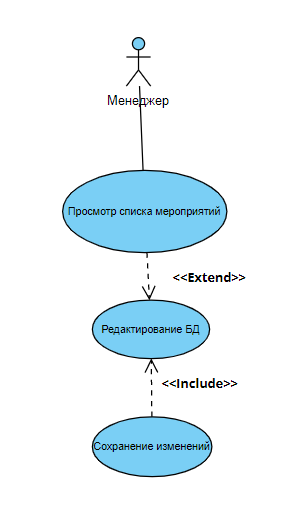 Менеджер
Просмотр списка мероприятий
<<Extend>>
Редактирование БД
<<Include>>
Сохранение изменений